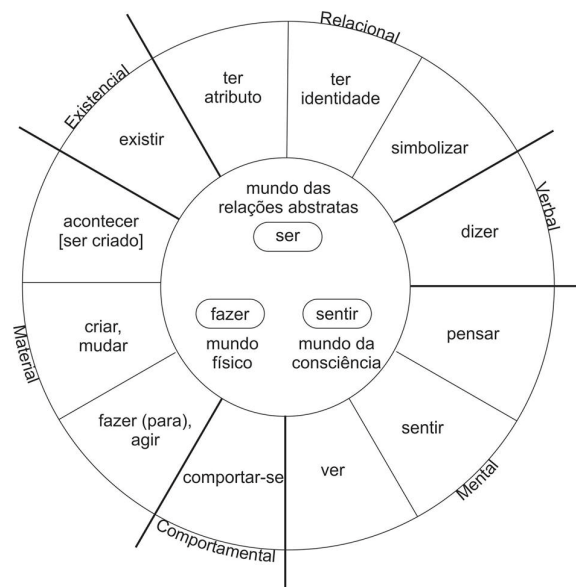 Relacional
Existencial
ter
atributo
ter
identidade
existir
simbolizar
Verbal
mundo das
relações abstratas
ser
acontecer
[ser criado]
dizer
fazer
sentir
mundo
físico
mundo da
consciência
criar,
mudar
pensar
Material
fazer (para),
agir
sentir
comportar-se
ver
Mental
Comportamental